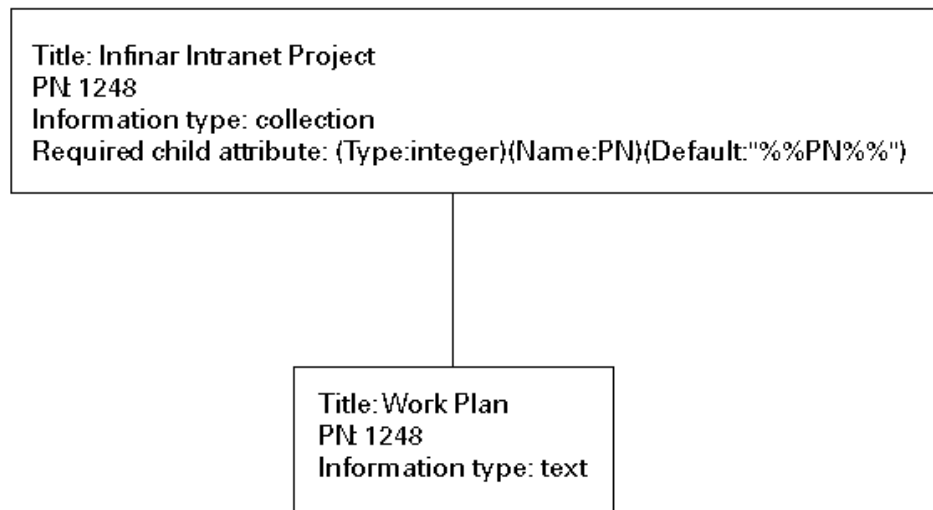 Title: Infinar Intranet Project
PN: 1248
Information type: collection
Required child attribute: (Type:integer)(Name:PN)(Default:"%%PN%%")
Title: Work Plan
PN: 1248
Information type: text